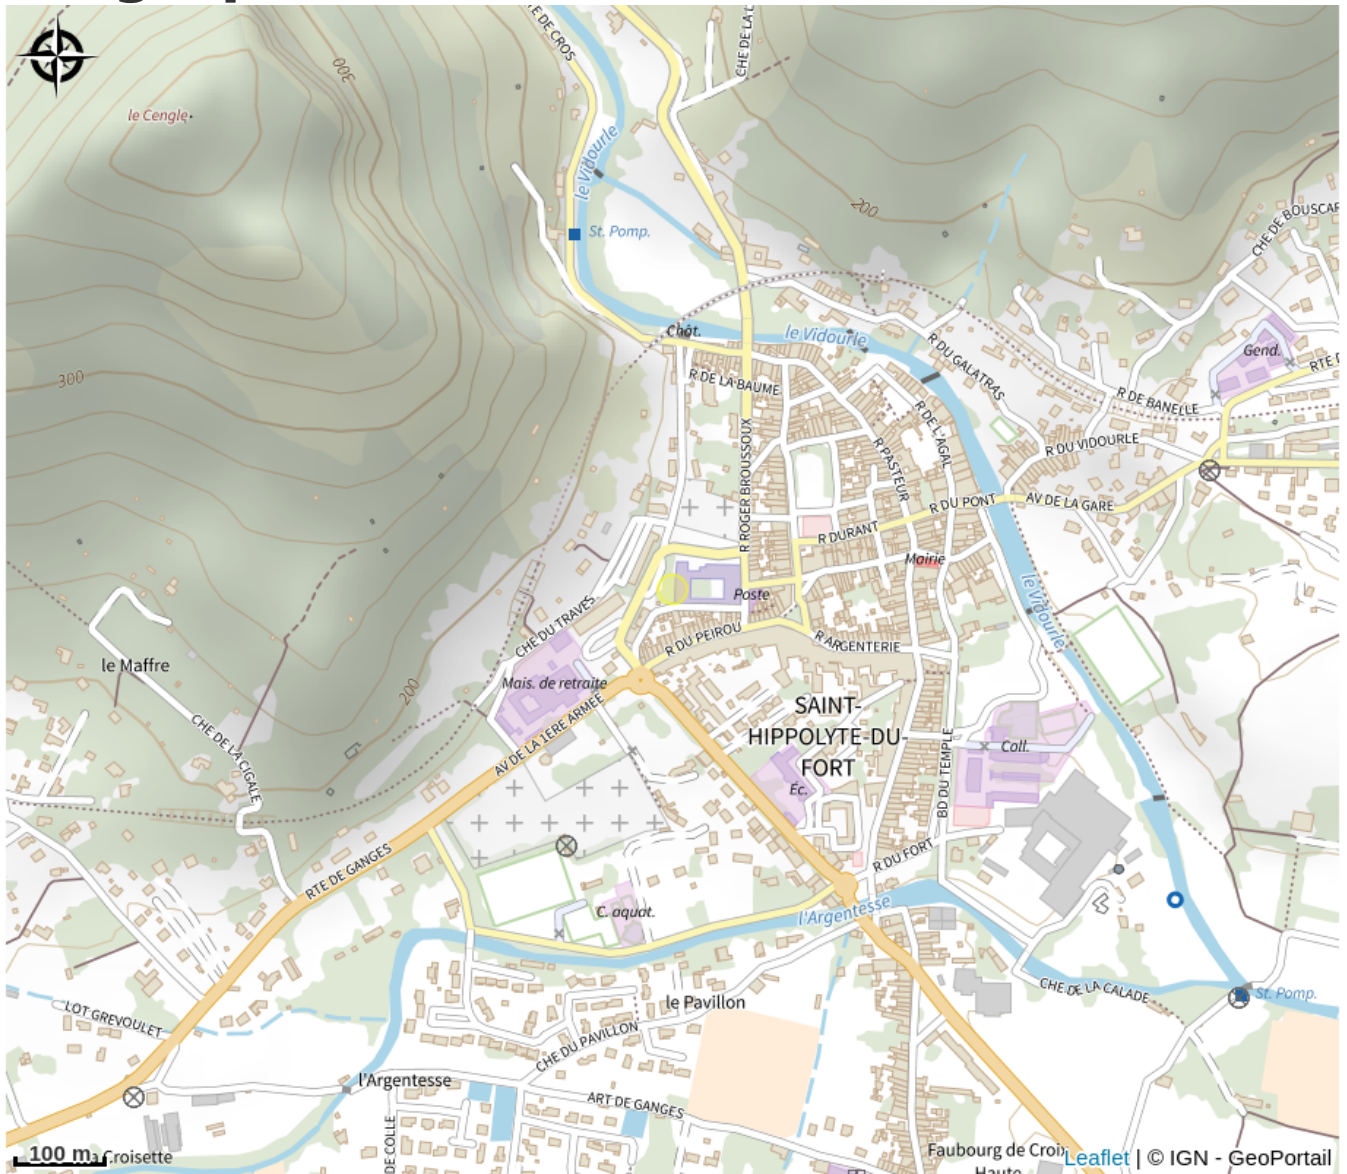 TE DE CROS
CHE DE LA L
300
le Cengle
le Vidourle
200
CHE DE BOUSCAR
St. Pomp.
Chât.
le Vidourle
R DU GALATRAS
Gend.
RTE D
300
R DE LA BAUME
R DE BANELLE
R DE L'AGAL
R ROGER BROUSSOUX
R PASTEUR
R DU VIDOURLE
AV DE LA GARE
R DU PONT
R DURANT
Mairie
Poste
le Vidourle
CHE DU TRAVES
R DU PEIROU
R ARGENTERIE
le Maffre
200
Mais. de retraite
SAINT-
HIPPOLYTE-DU-
FORT
CHE DE LA CIGALE
AV DE LA 1ERE ARMEE
BD DU TEMPLE
Coll.
Éc.
R DU FORT
RTE DE GANGES
C. aquat.
l'Argentesse
CHE DE LA CALADE
St. Pomp.
le Pavillon
LOT GREVOULET
CHE DU PAVILLON
l'Argentesse
ART DE GANGES
DE COLLE
100 m
a Croisette
Faubourg de Croix
Haute
Leaflet | © IGN - GeoPortail